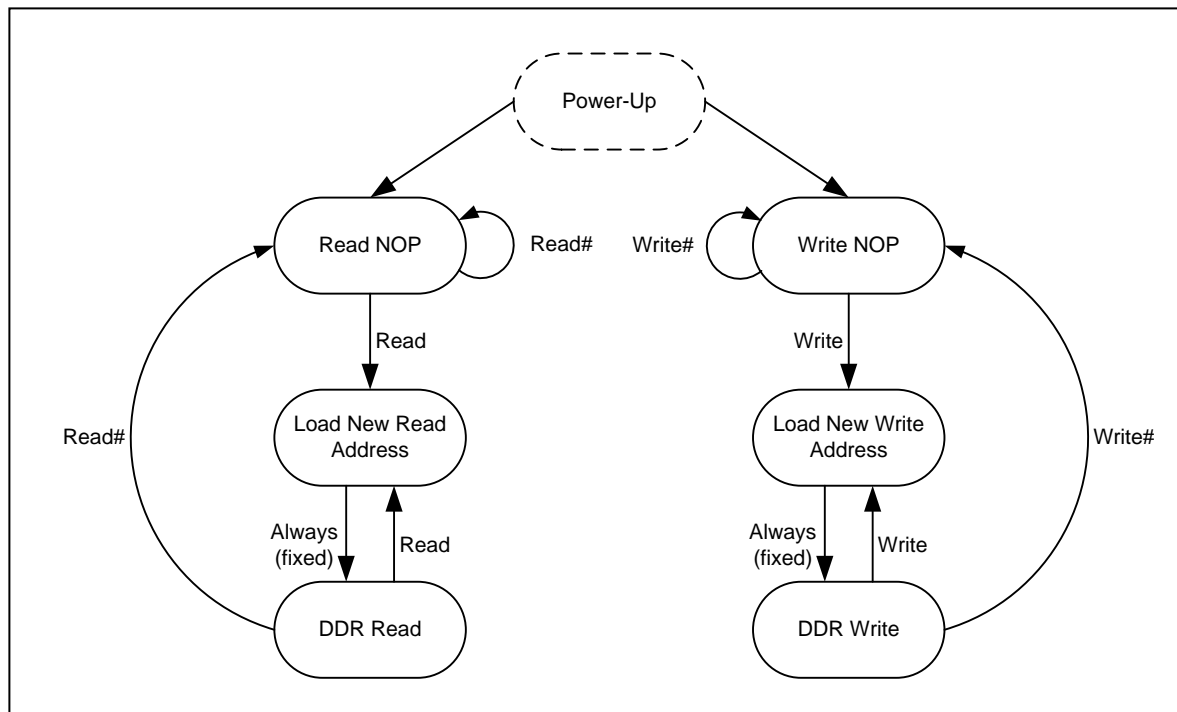 Power-Up
Read NOP
Read#
Write#
Write NOP
Read
Write
Load New Read
Address
Load New Write
Address
Read#
Write#
Always
(fixed)
Read
Always
(fixed)
Write
DDR Read
DDR Write